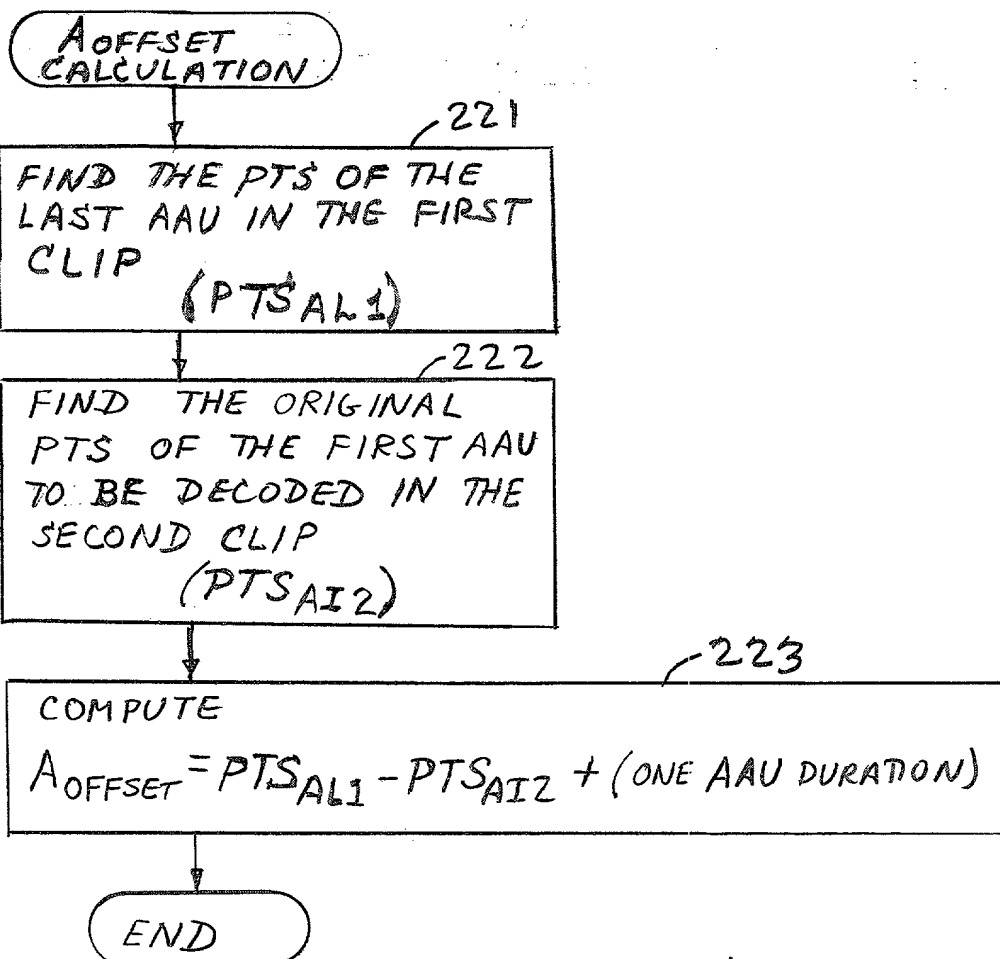 AOFFSET
CALCULATION
221
FIND THE PTS OF THE
LAST AAU IN THE FIRST
CLIP
(PTSAL1)
222
FIND THE ORIGINAL
PTS OF THE FIRST AAU
TO BE DECODED IN THE
SECOND CLIP
(PTSAI2)
223
COMPUTE
AOFFSET = PTSAL1 - PTSAI2 + (ONE AAU DURATION)
END